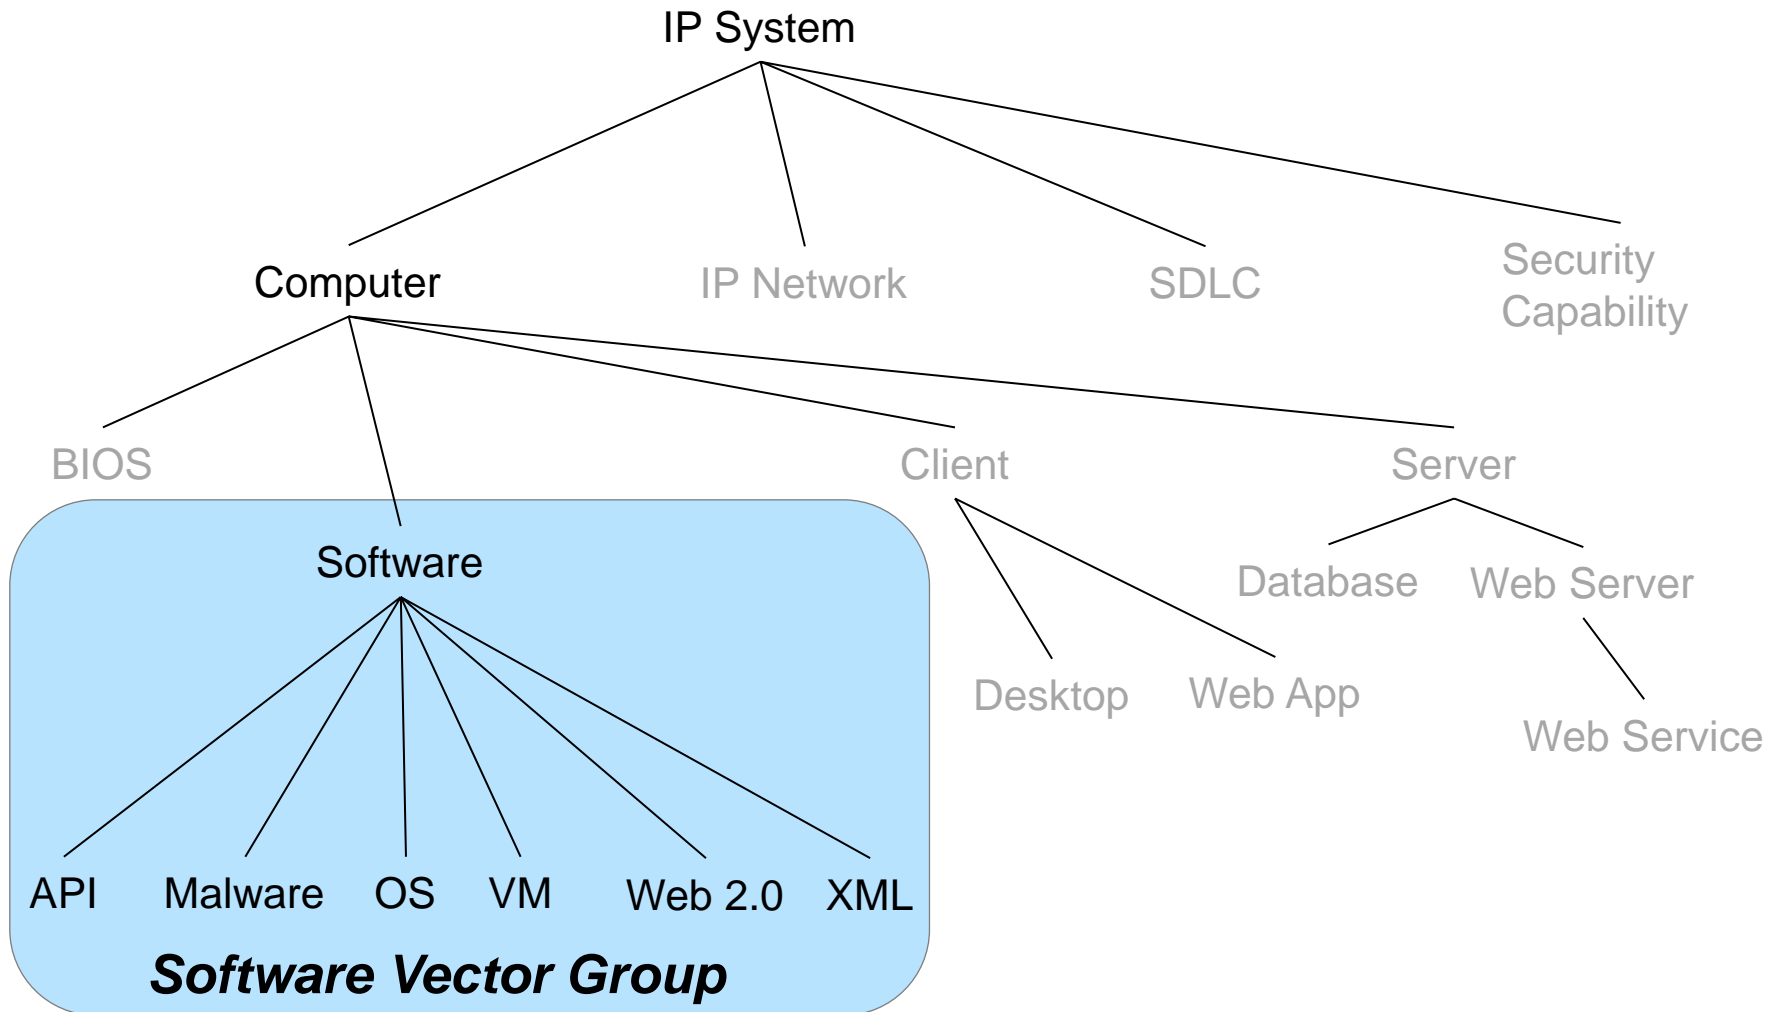 IP System
Computer
IP Network
SDLC
Security
Capability
BIOS
Client
Server
Software
Database
Web Server
Desktop
Web App
Web Service
API
Malware
OS
VM
Web 2.0
XML
Software Vector Group